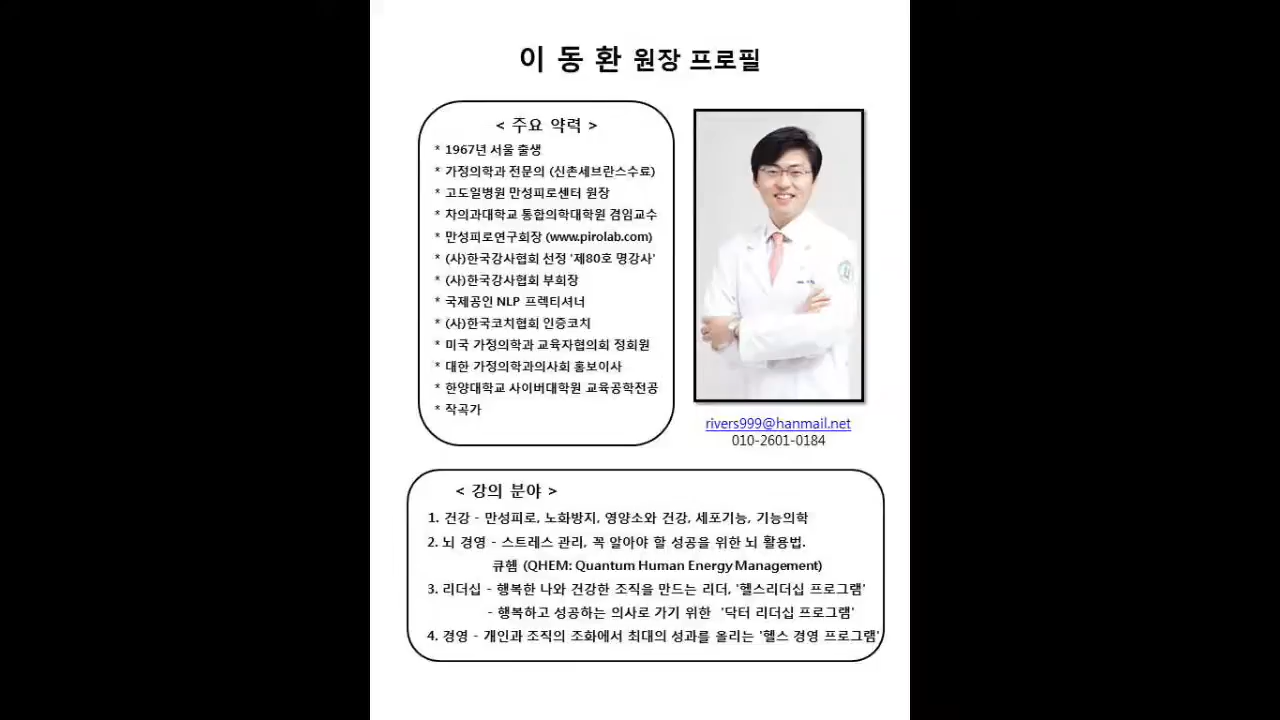 이 동 환 원장 프로필
< 주요 약력 >
* 1967년 서울 출생
* 가정의학과 전문의 (신촌세브란스수료)
* 고도일병원 만성피로센터 원장
* 차의과대학교 통합의학대학원 겸임교수
* 만성피로연구회장 (www.pirolab.com)
* (사)한국강사협회 선정 '제80호 명강사'
* (사)한국강사협회 부회장
* 국제공인 NLP 프렉티셔너
* (사)한국코치협회 인증코치
* 미국 가정의학과 교육자협의회 정회원
* 대한 가정의학과의사회 홍보이사
* 한양대학교 사이버대학원 교육공학전공
* 작곡가
rivers999@hanmail.net
010-2601-0184
< 강의 분야 >
1. 건강 - 만성피로, 노화방지, 영양소와 건강, 세포기능, 기능의학
2. 뇌 경영 - 스트레스 관리, 꼭 알아야 할 성공을 위한 뇌 활용법.
큐헴 (QHEM: Quantum Human Energy Management)
3. 리더십 - 행복한 나와 건강한 조직을 만드는 리더, '헬스리더십 프로그램'
- 행복하고 성공하는 의사로 가기 위한 '닥터 리더십 프로그램'
4. 경영 - 개인과 조직의 조화에서 최대의 성과를 올리는 '헬스 경영 프로그램'